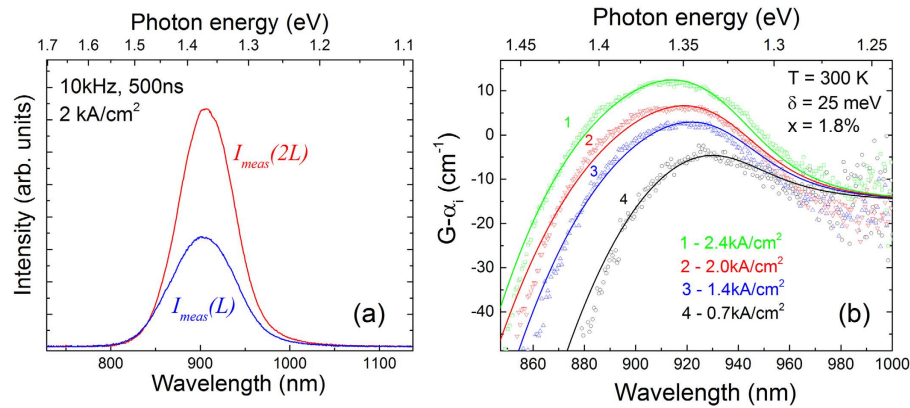 Photon energy (eV)
1.7 1.6 1.5 1.4 1.3 1.2 1.1
10kHz, 500ns
2 kA/cm²
I_meas(2L)
I_meas(L)
(a)
Intensity (arb. units)
800 900 1000 1100
Wavelength (nm)
Photon energy (eV)
1.45 1.4 1.35 1.3 1.25
T = 300 K
δ = 25 meV
x = 1.8%
1
2
3
4
1 - 2.4kA/cm²
2 - 2.0kA/cm²
3 - 1.4kA/cm²
4 - 0.7kA/cm²
(b)
G-αᵢ (cm⁻¹)
10
0
-10
-20
-30
-40
860 880 900 920 940 960 980 1000
Wavelength (nm)